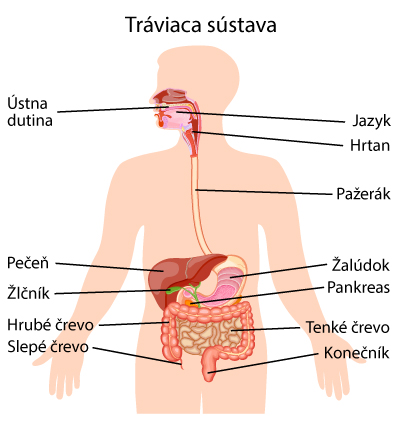 Tráviaca sústava
Ústna
dutina
Jazyk
Hrtan
Pažerák
Pečeň
Žalúdok
Žlčník
Pankreas
Hrubé črevo
Tenké črevo
Slepé črevo
Konečník